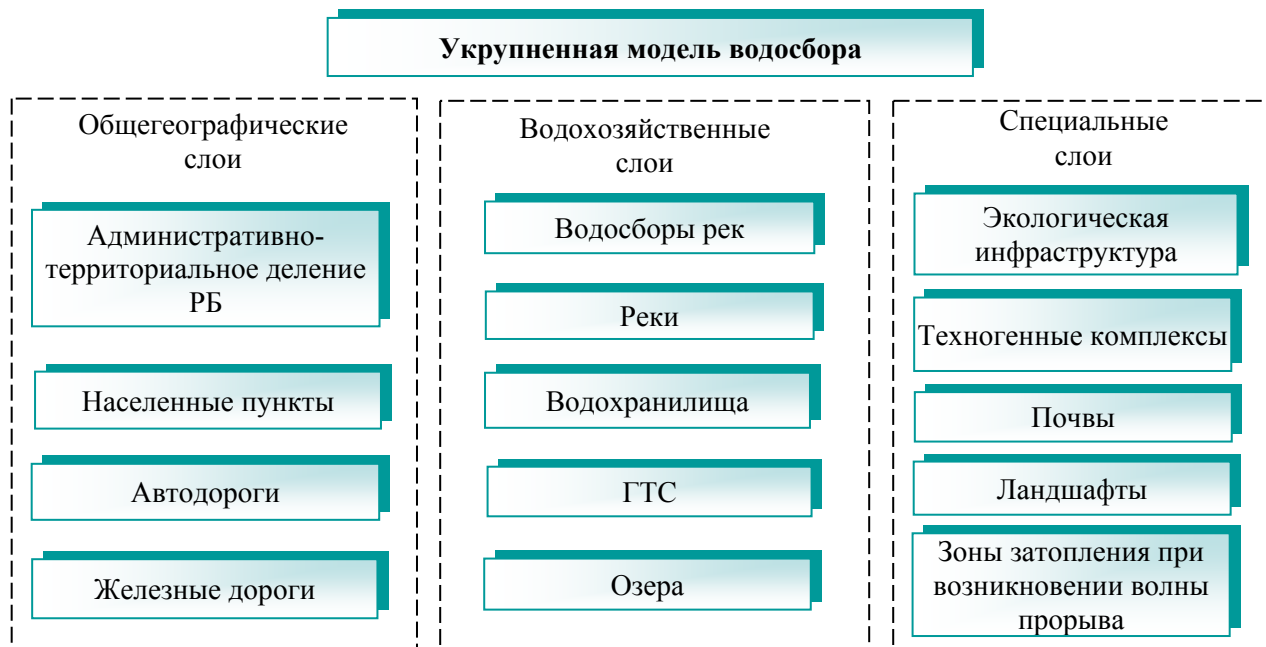 Укрупненная модель водосбора
Общегеографические
слои
Административно-
территориальное деление
РБ
Населенные пункты
Автодороги
Железные дороги
Водохозяйственные
слои
Водосборы рек
Реки
Водохранилища
ГТС
Озера
Специальные
слои
Экологическая
инфраструктура
Техногенные комплексы
Почвы
Ландшафты
Зоны затопления при
возникновении волны
прорыва